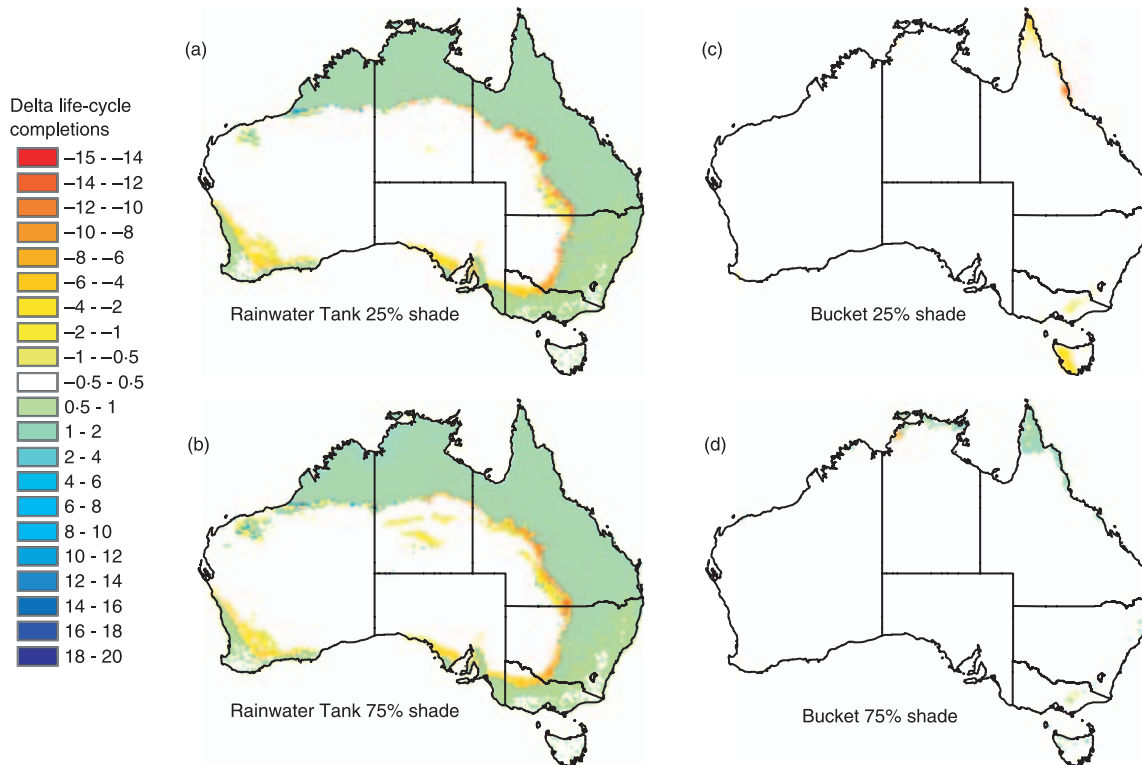 Delta life-cycle
completions
–15 - –14
–14 - –12
–12 - –10
–10 - –8
–8 - –6
–6 - –4
–4 - –2
–2 - –1
–1 - –0·5
–0·5 - 0·5
0·5 - 1
1 - 2
2 - 4
4 - 6
6 - 8
8 - 10
10 - 12
12 - 14
14 - 16
16 - 18
18 - 20
(a)
Rainwater Tank 25% shade
(c)
Bucket 25% shade
(b)
Rainwater Tank 75% shade
(d)
Bucket 75% shade